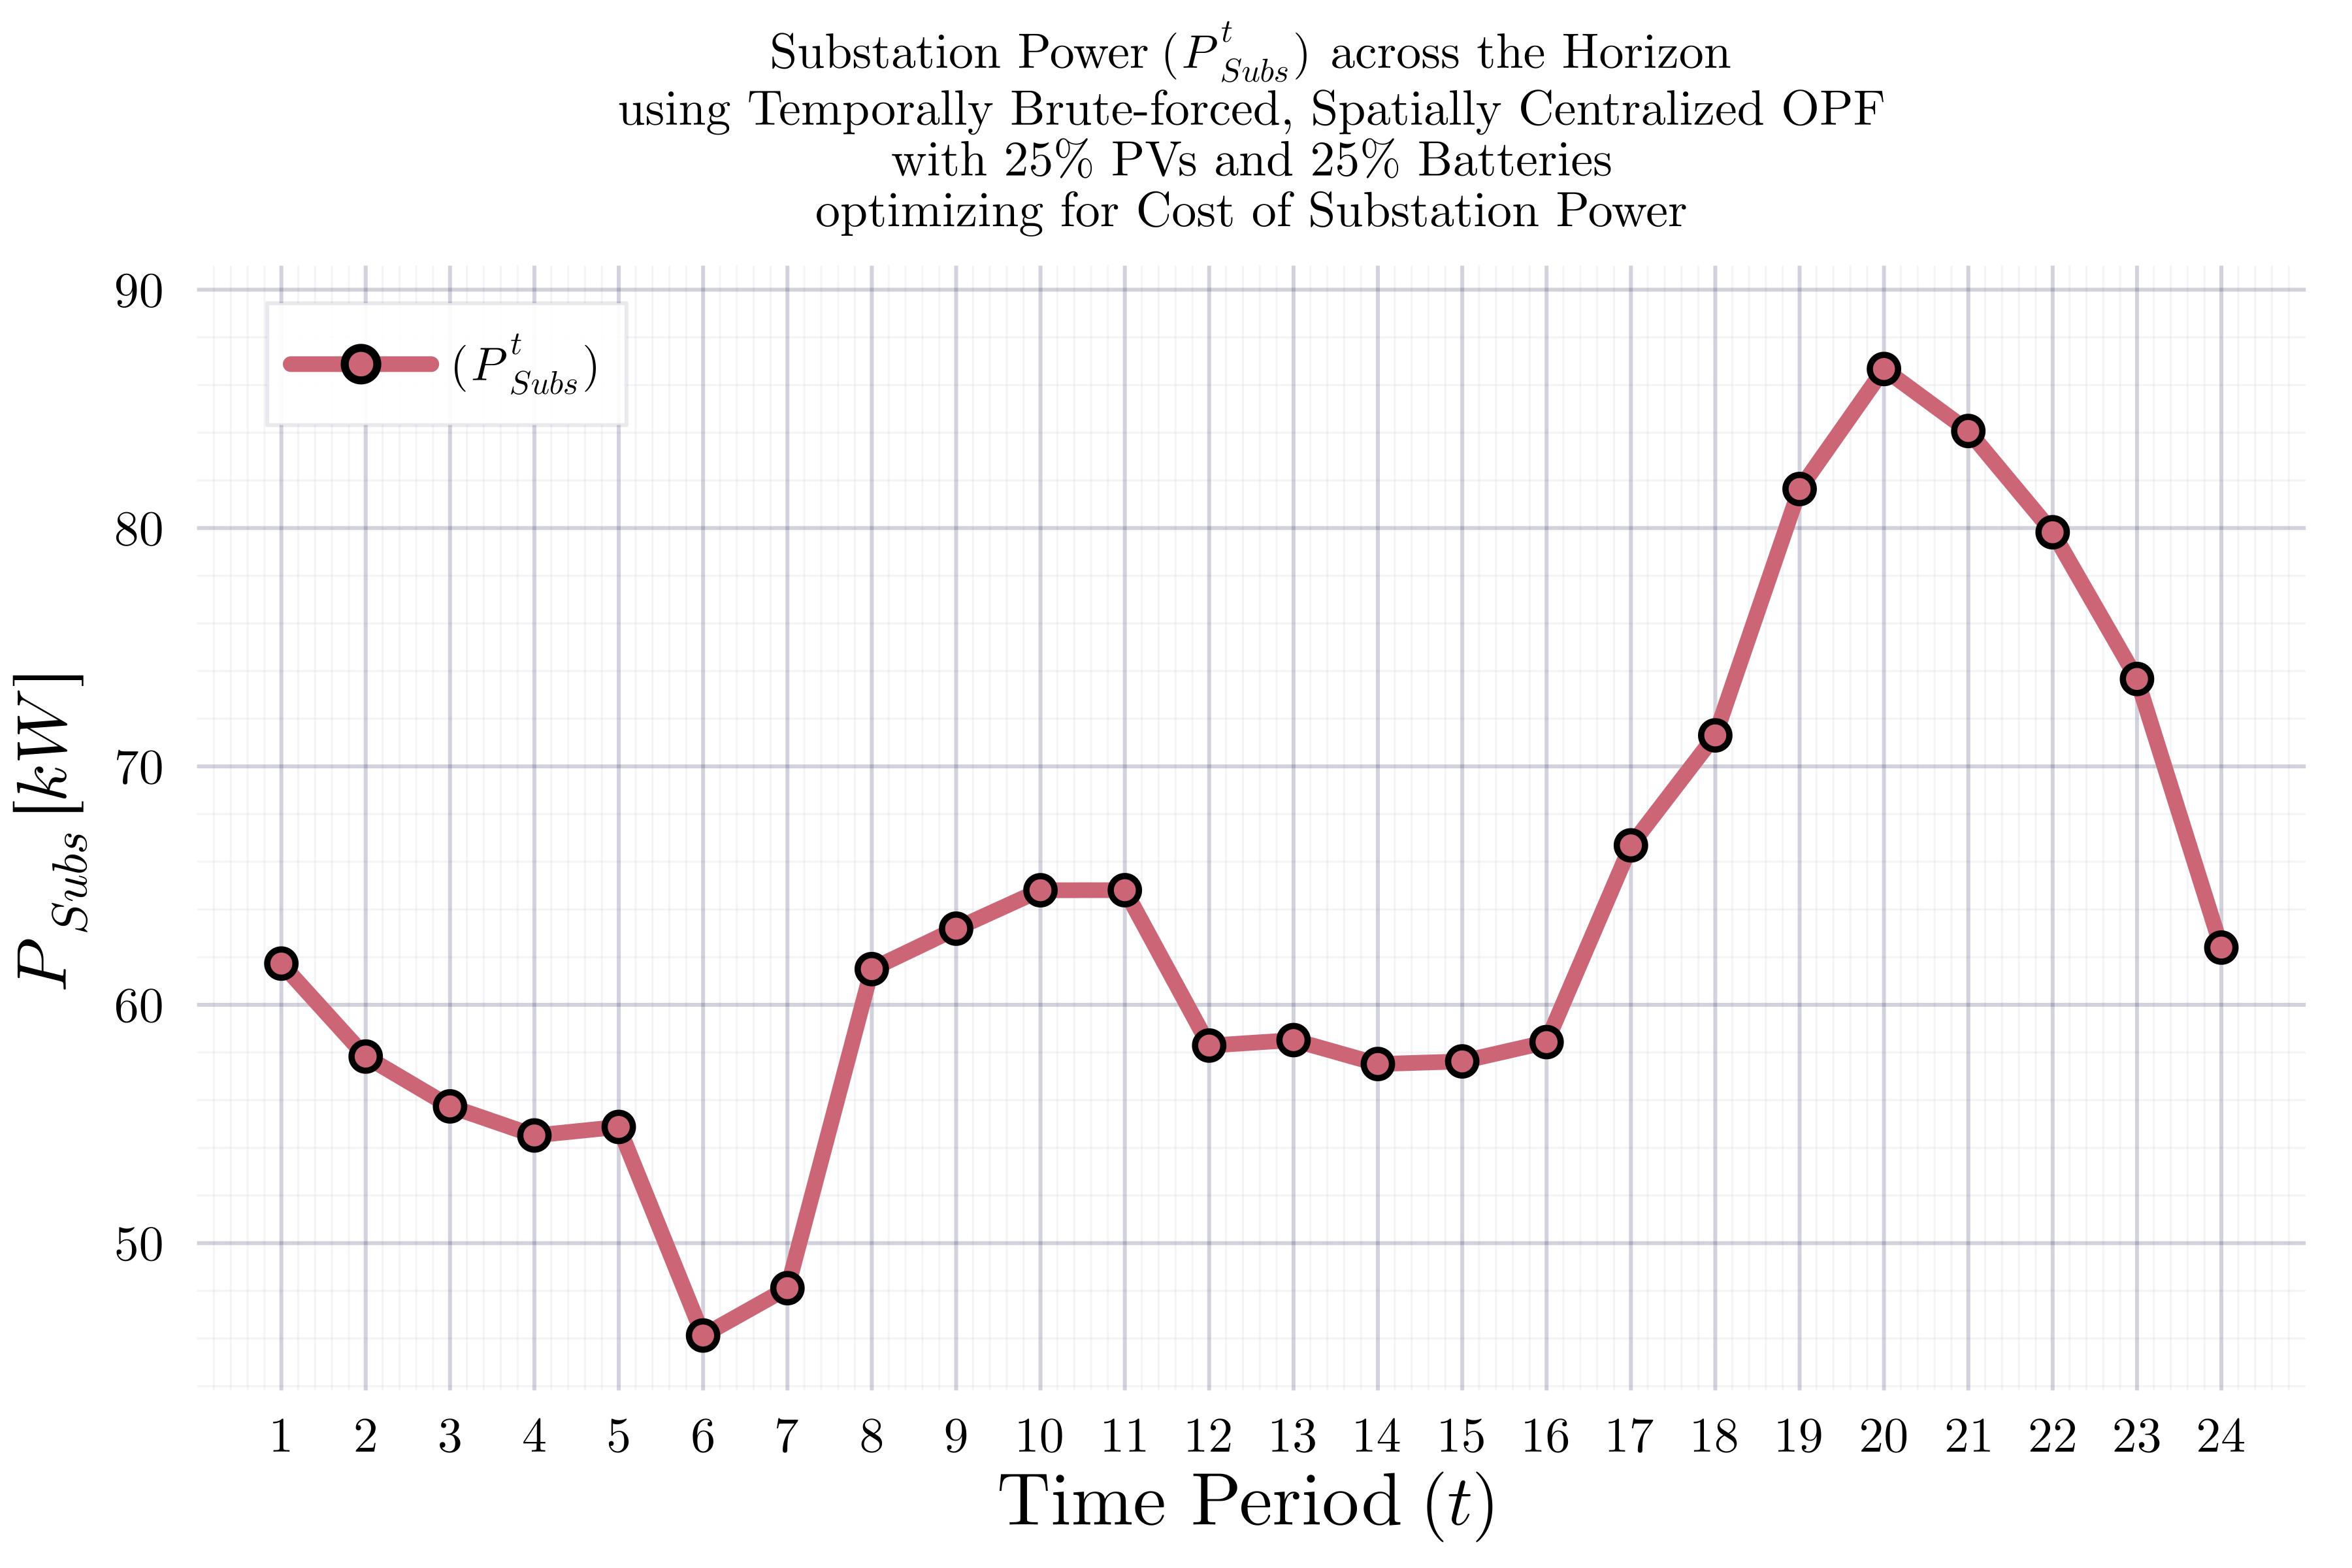 Substation Power (P^t_Subs) across the Horizon
using Temporally Brute-forced, Spatially Centralized OPF
with 25% PVs and 25% Batteries
optimizing for Cost of Substation Power
(P^t_Subs)
90
80
70
60
50
P_Subs [kW]
1 2 3 4 5 6 7 8 9 10 11 12 13 14 15 16 17 18 19 20 21 22 23 24
Time Period (t)